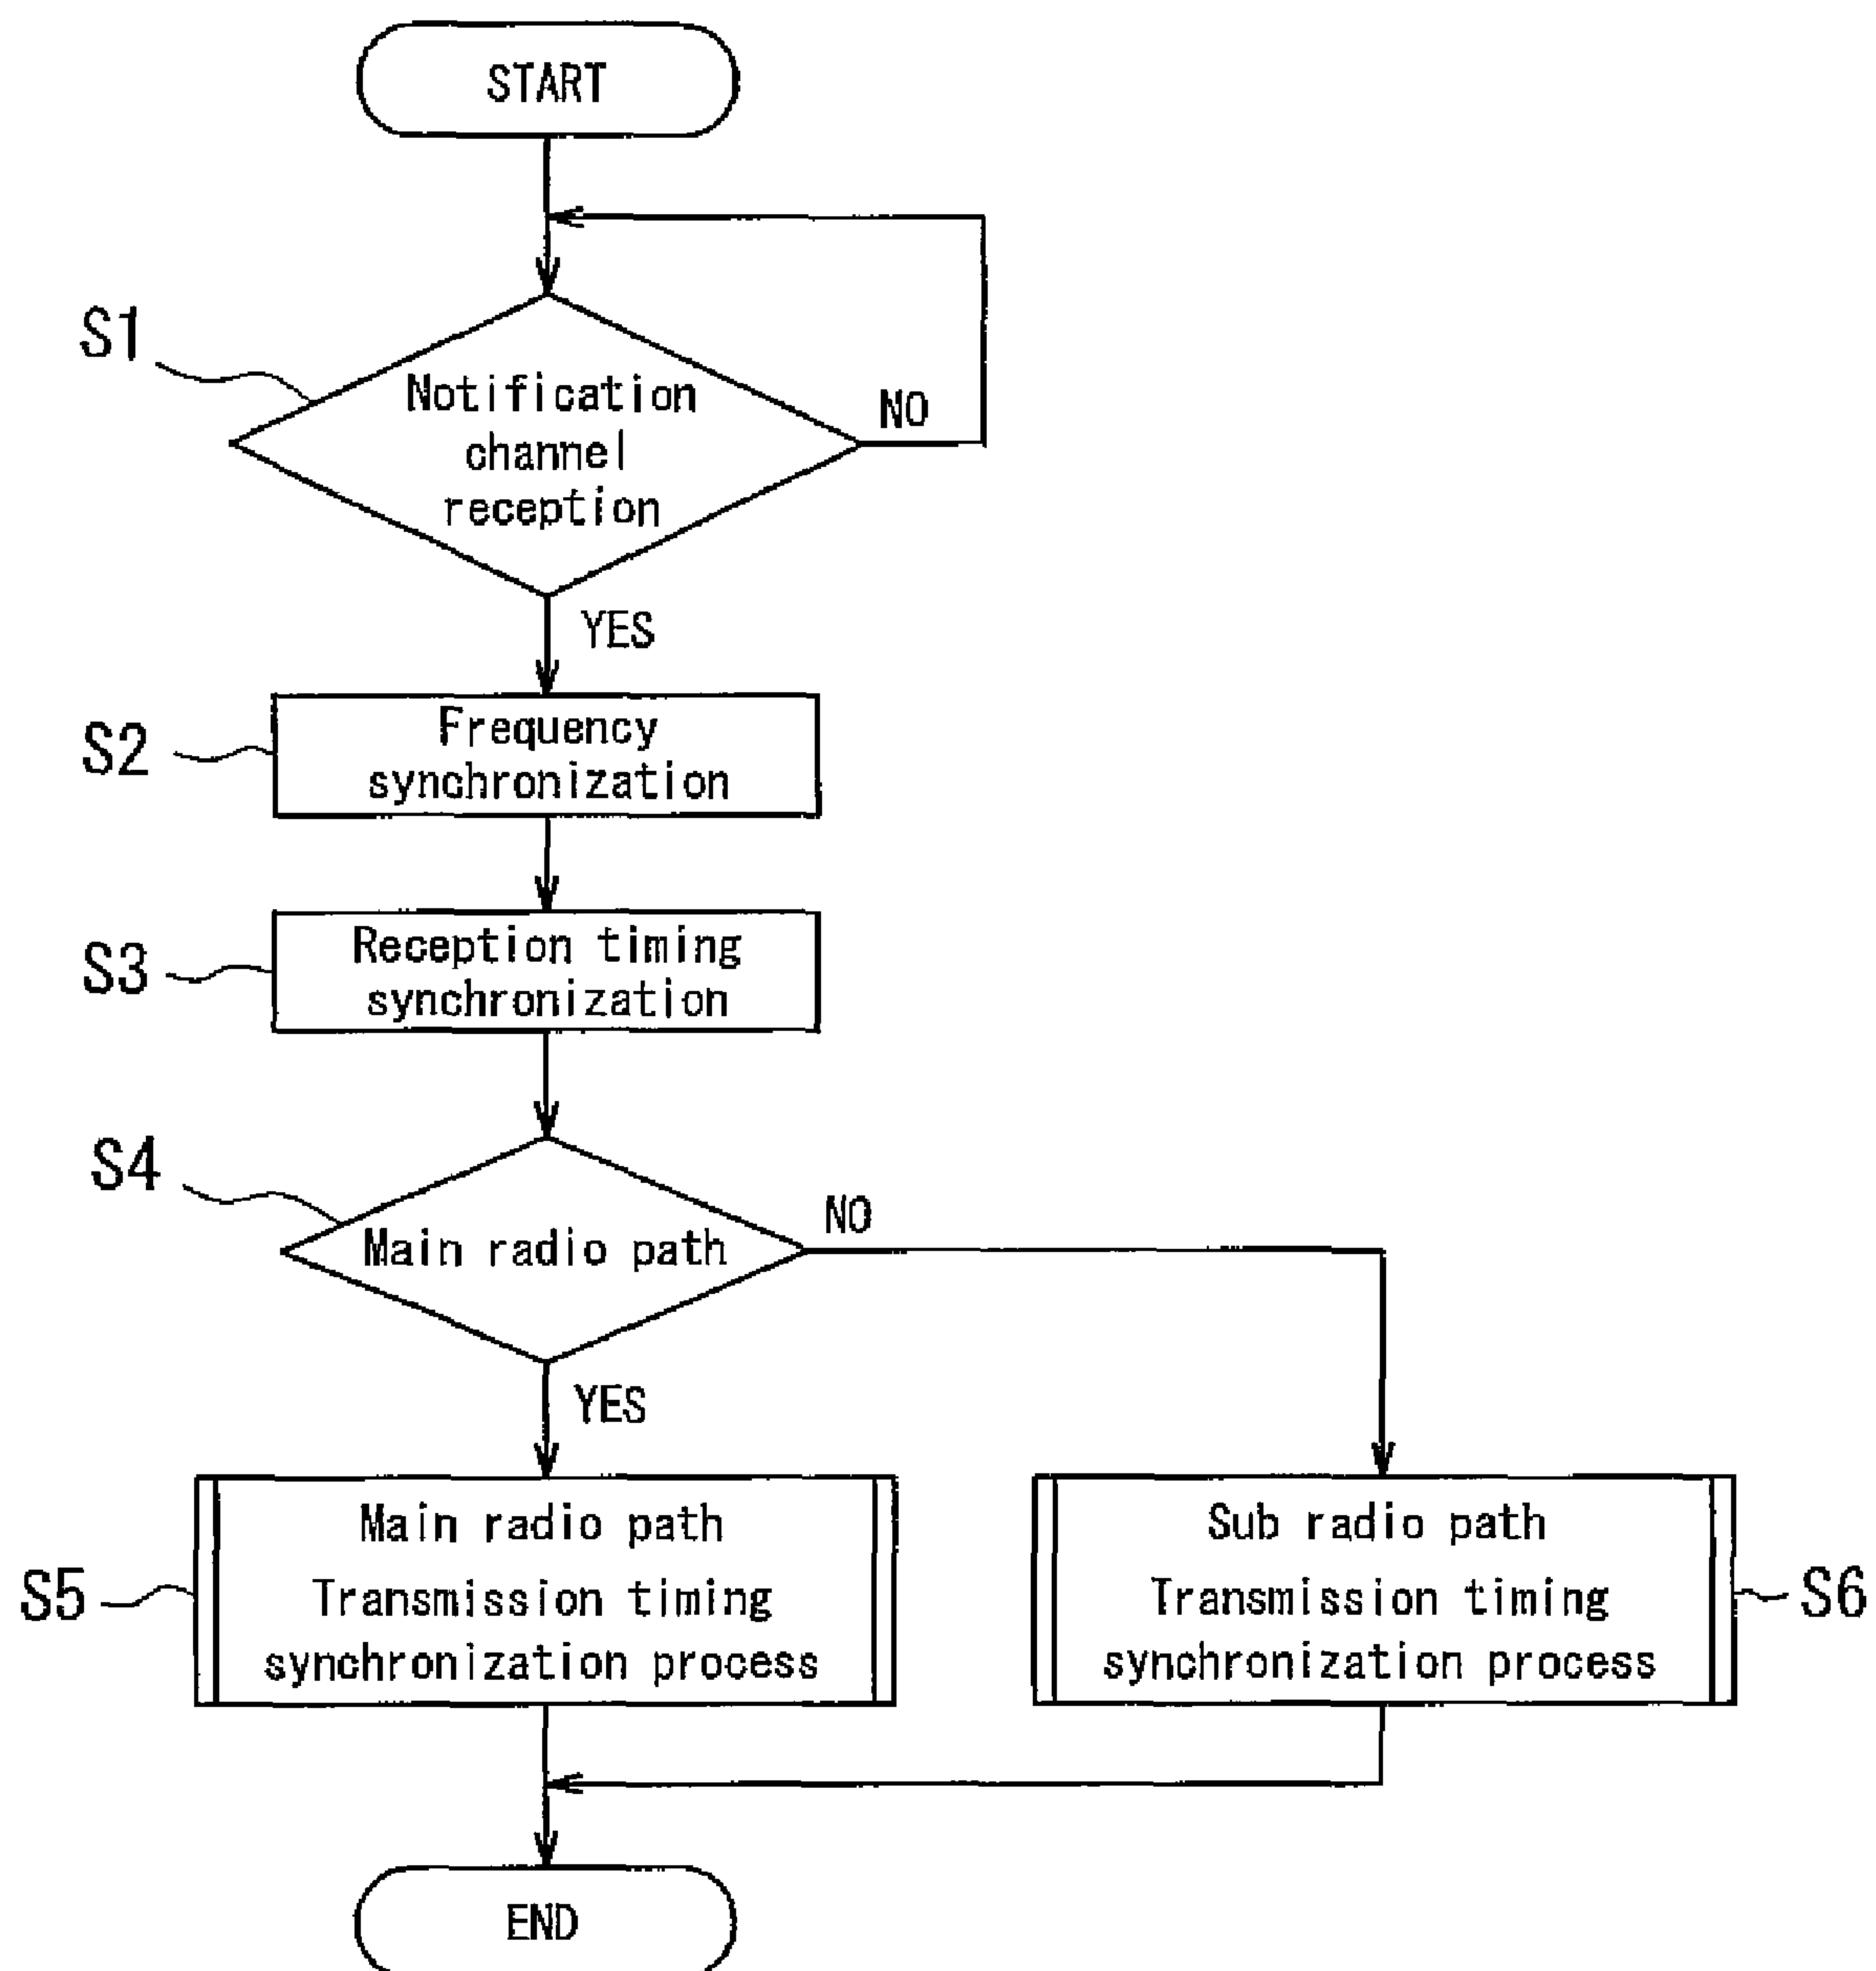 START
S1
Notification
channel
reception
NO
YES
S2
Frequency
synchronization
S3
Reception timing
synchronization
S4
Main radio path
NO
YES
S5
Main radio path
Transmission timing
synchronization process
Sub radio path
Transmission timing
synchronization process
S6
END